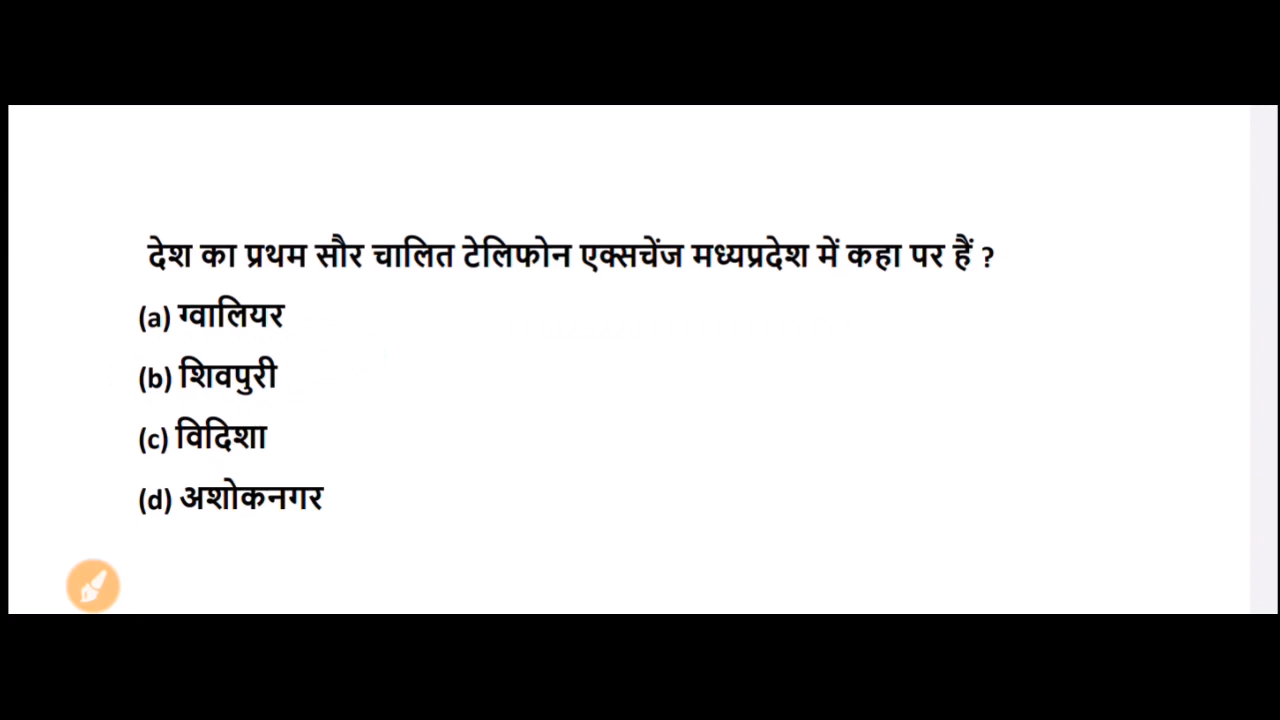 देश का प्रथम सौर चालित टेलिफोन एक्सचेंज मध्यप्रदेश में कहा पर हैं ?
(a) ग्वालियर
(b) शिवपुरी
(c) विदिशा
(d) अशोकनगर